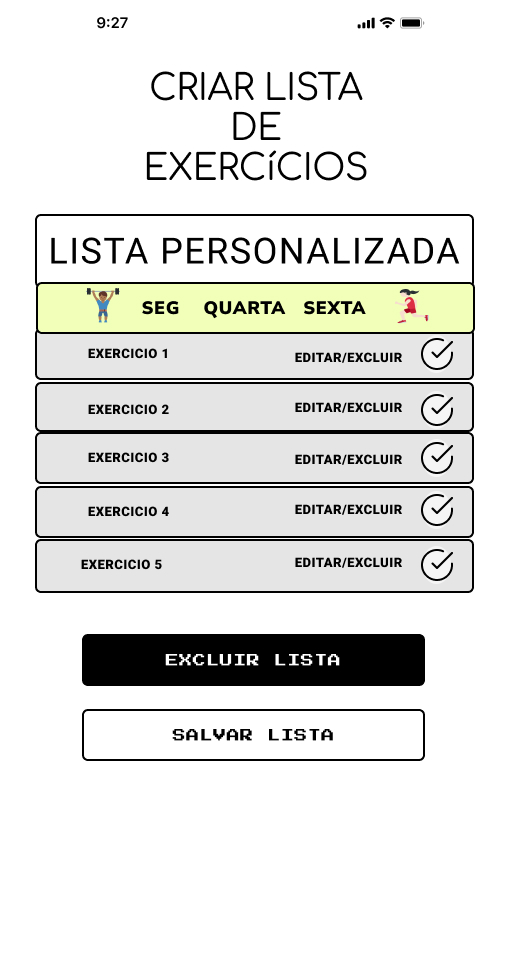 9:27
CRIAR LISTA
DE
EXERCíCIOS
LISTA PERSONALIZADA
SEG QUARTA SEXTA
EXERCICIO 1 EDITAR/EXCLUIR
EXERCICIO 2 EDITAR/EXCLUIR
EXERCICIO 3 EDITAR/EXCLUIR
EXERCICIO 4 EDITAR/EXCLUIR
EXERCICIO 5 EDITAR/EXCLUIR
EXCLUIR LISTA
SALVAR LISTA